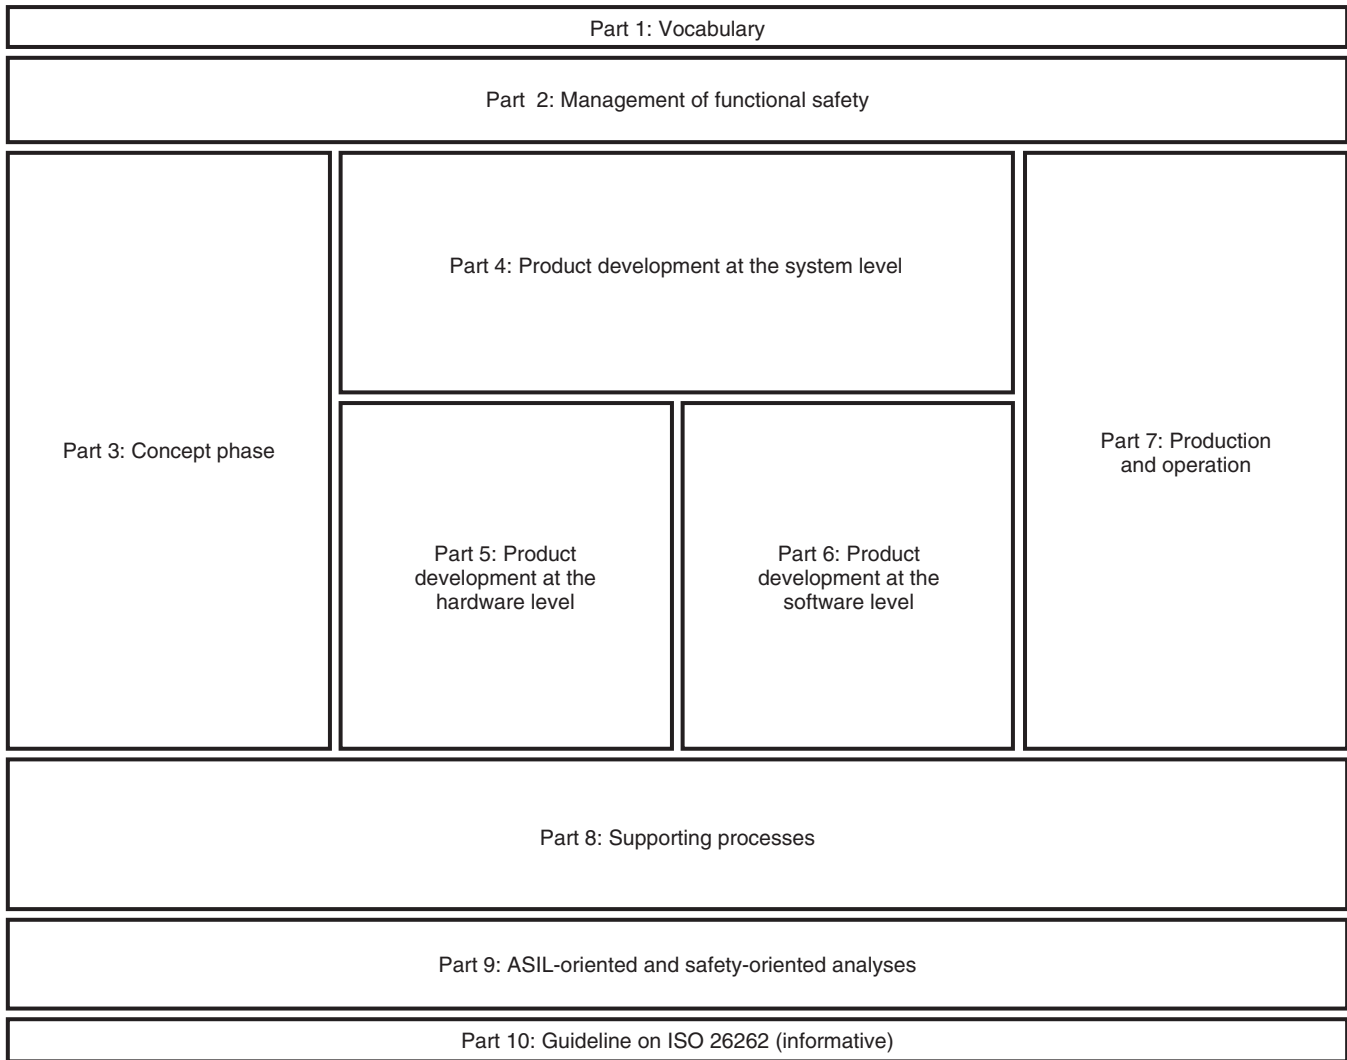 Part 1: Vocabulary
Part 2: Management of functional safety
Part 4: Product development at the system level
Part 3: Concept phase
Part 7: Production
and operation
Part 5: Product
development at the
hardware level
Part 6: Product
development at the
software level
Part 8: Supporting processes
Part 9: ASIL-oriented and safety-oriented analyses
Part 10: Guideline on ISO 26262 (informative)